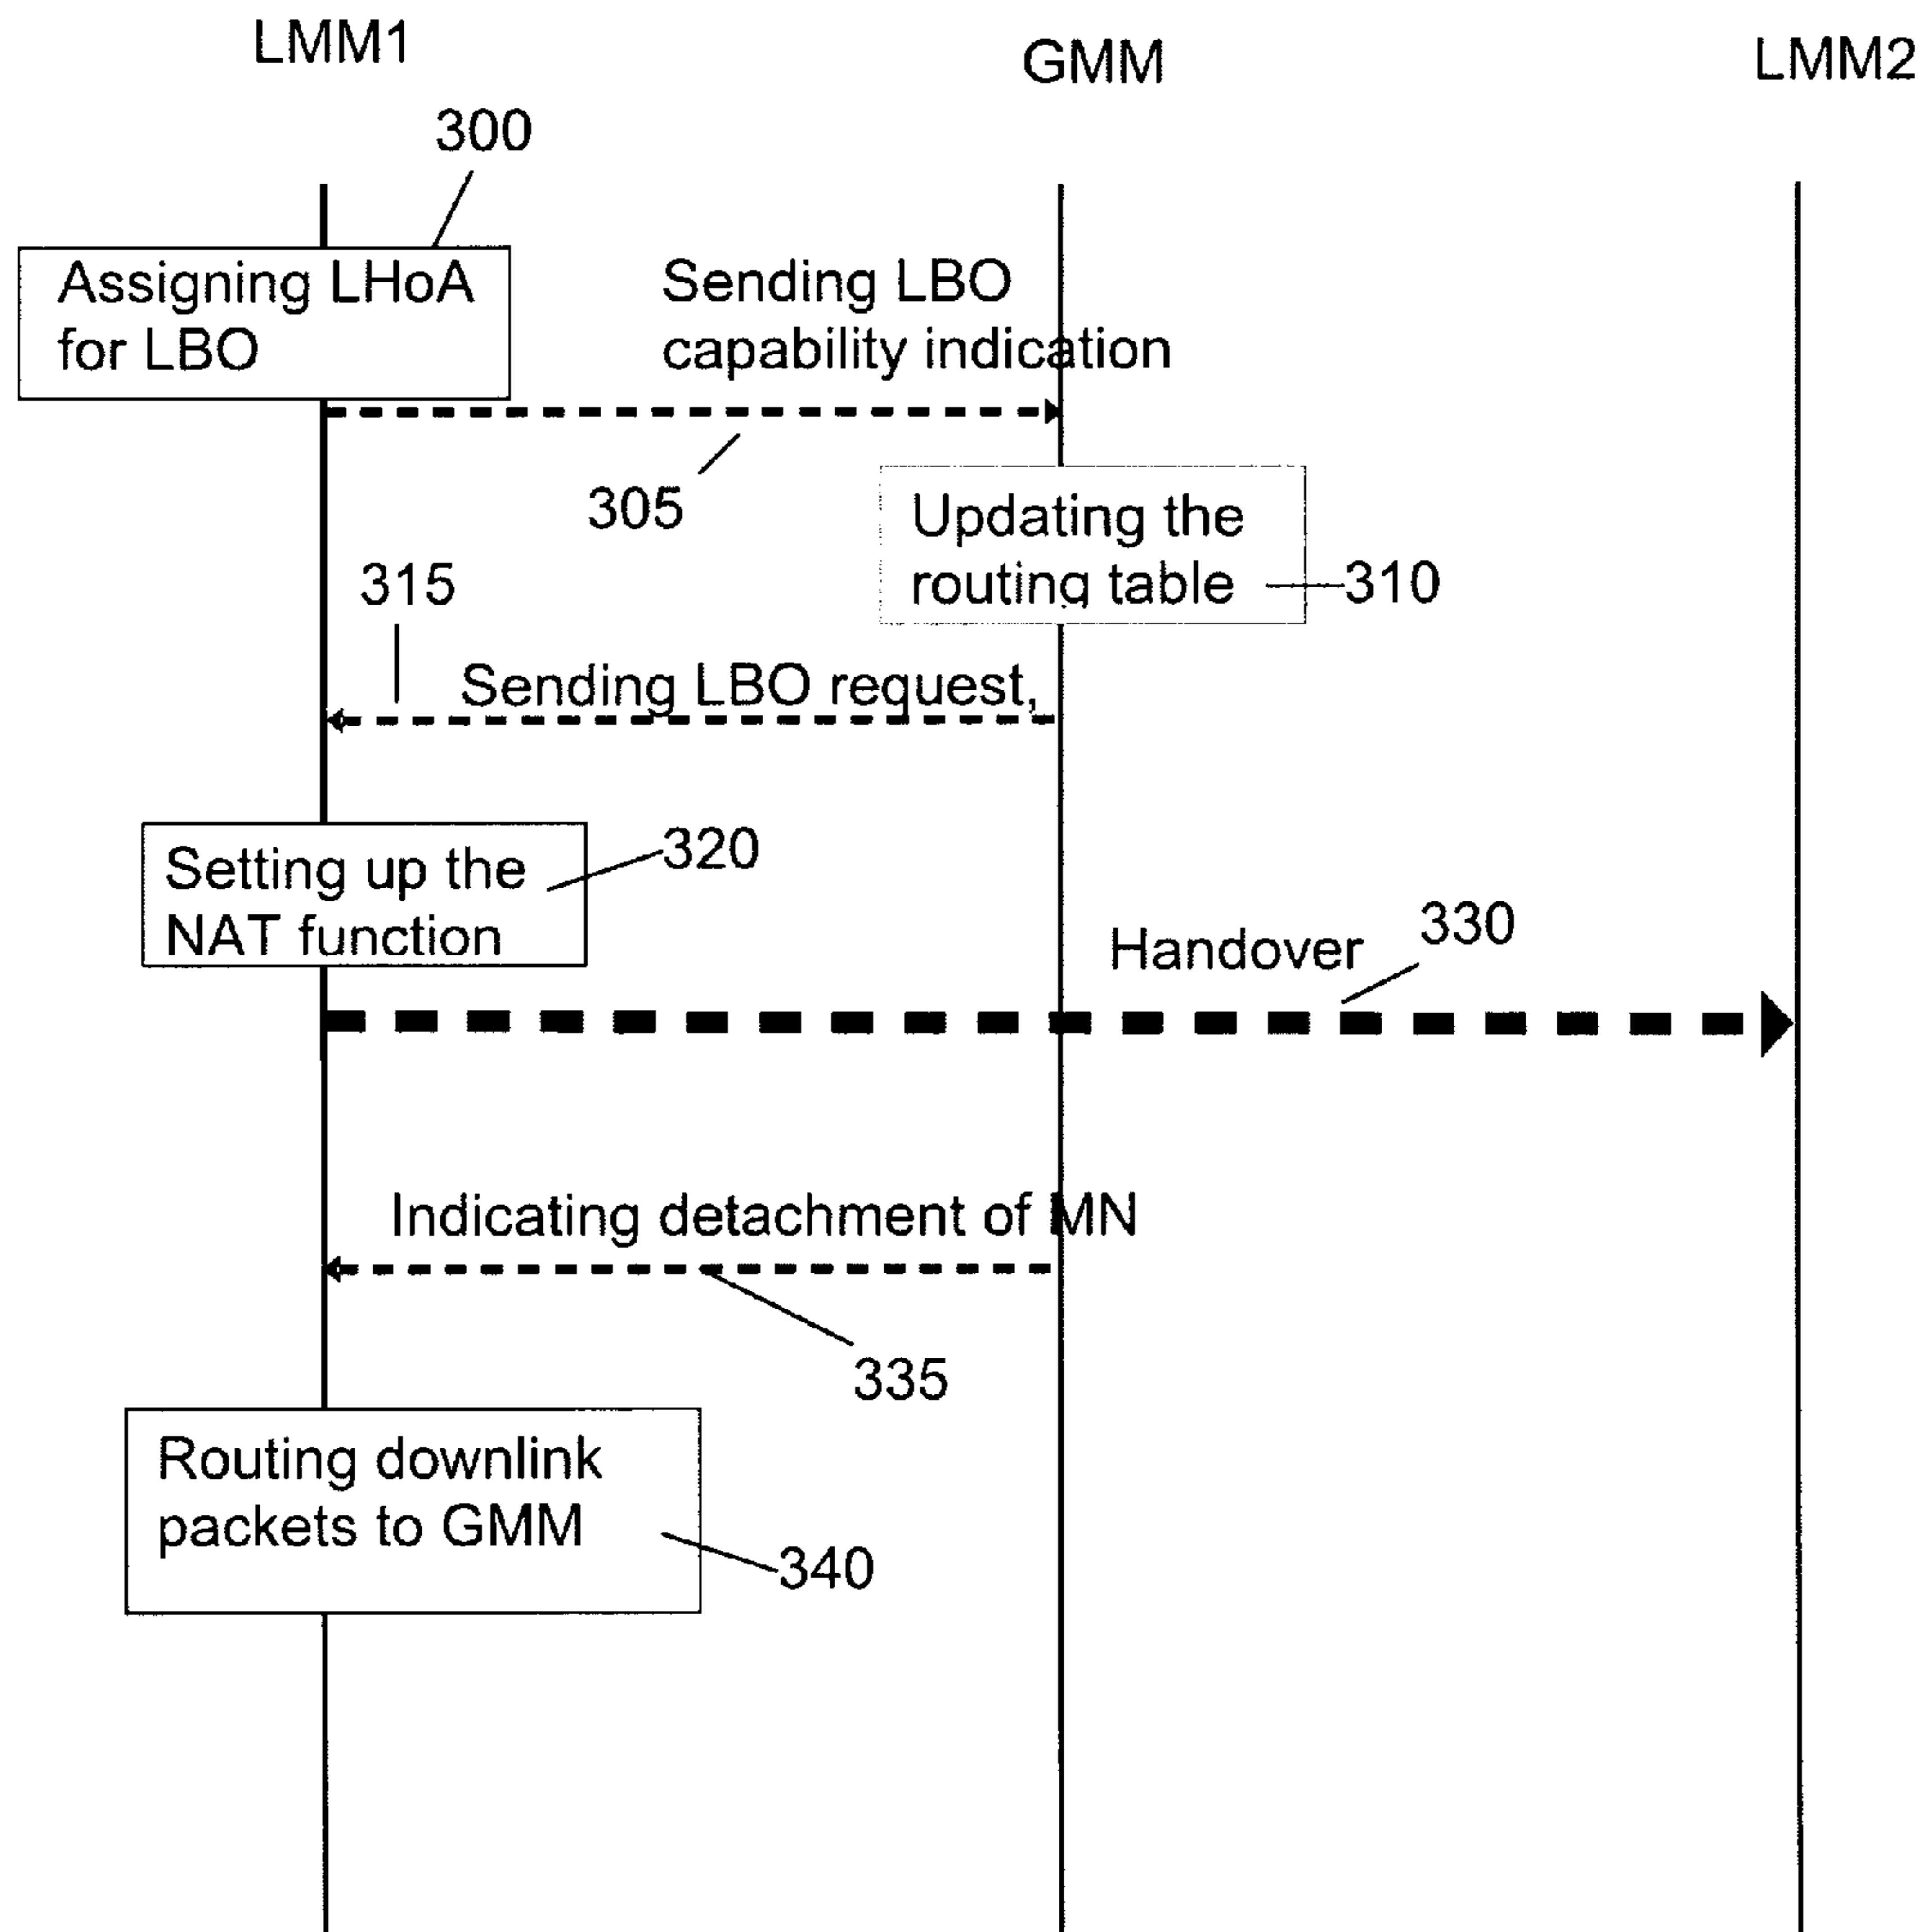 LMM1
GMM
LMM2
300
Assigning LHoA
for LBO
Sending LBO
capability indication
305
Updating the
routing table
310
315
Sending LBO request,
Setting up the
NAT function
320
Handover
330
Indicating detachment of MN
335
Routing downlink
packets to GMM
340